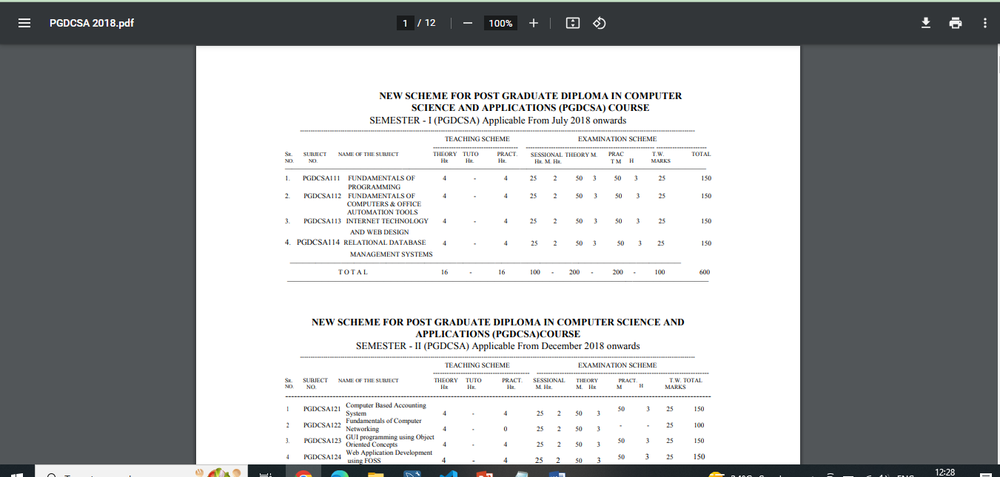 PGDCSA 2018.pdf
1 / 12
100%
NEW SCHEME FOR POST GRADUATE DIPLOMA IN COMPUTER
SCIENCE AND APPLICATIONS (PGDCSA) COURSE
SEMESTER - I (PGDCSA) Applicable From July 2018 onwards
TEACHING SCHEME EXAMINATION SCHEME
SR. SUBJECT NAME OF THE SUBJECT THEORY TUTO PRACT. SESSIONAL THEORY M. PRAC T.W. TOTAL
NO. NO. HR HR. HR. HR. M. HR. T M H MARKS
1. PGDCSA111 FUNDAMENTALS OF 4 - 4 25 2 50 3 50 3 25 150
PROGRAMMING
2. PGDCSA112 FUNDAMENTALS OF 4 - 4 25 2 50 3 50 3 25 150
COMPUTERS & OFFICE
AUTOMATION TOOLS
3. PGDCSA113 INTERNET TECHNOLOGY 4 - 4 25 2 50 3 50 3 25 150
AND WEB DESIGN
4. PGDCSA114 RELATIONAL DATABASE 4 - 4 25 2 50 3 50 3 25 150
MANAGEMENT SYSTEMS
T O T A L 16 - 16 100 - 200 - 200 - 100 600
NEW SCHEME FOR POST GRADUATE DIPLOMA IN COMPUTER SCIENCE AND
APPLICATIONS (PGDCSA)COURSE
SEMESTER - II (PGDCSA) Applicable From December 2018 onwards
TEACHING SCHEME EXAMINATION SCHEME
SR. SUBJECT NAME OF THE SUBJECT THEORY TUTO PRACT. SESSIONAL THEORY PRACT. T.W. TOTAL
NO. NO. HR HR. HR. M. HR. M. HR M H MARKS
1 PGDCSA121 Computer Based Accounting
System 4 - 4 25 2 50 3 50 3 25 150
2 PGDCSA122 Fundamentals of Computer
Networking 4 - 0 25 2 50 3 - - 25 100
3. PGDCSA123 GUI programming using Object
Oriented Concepts 4 - 4 25 2 50 3 50 3 25 150
4 PGDCSA124 Web Application Development
using FOSS 4 - 4 25 2 50 3 50 3 25 150
12:28